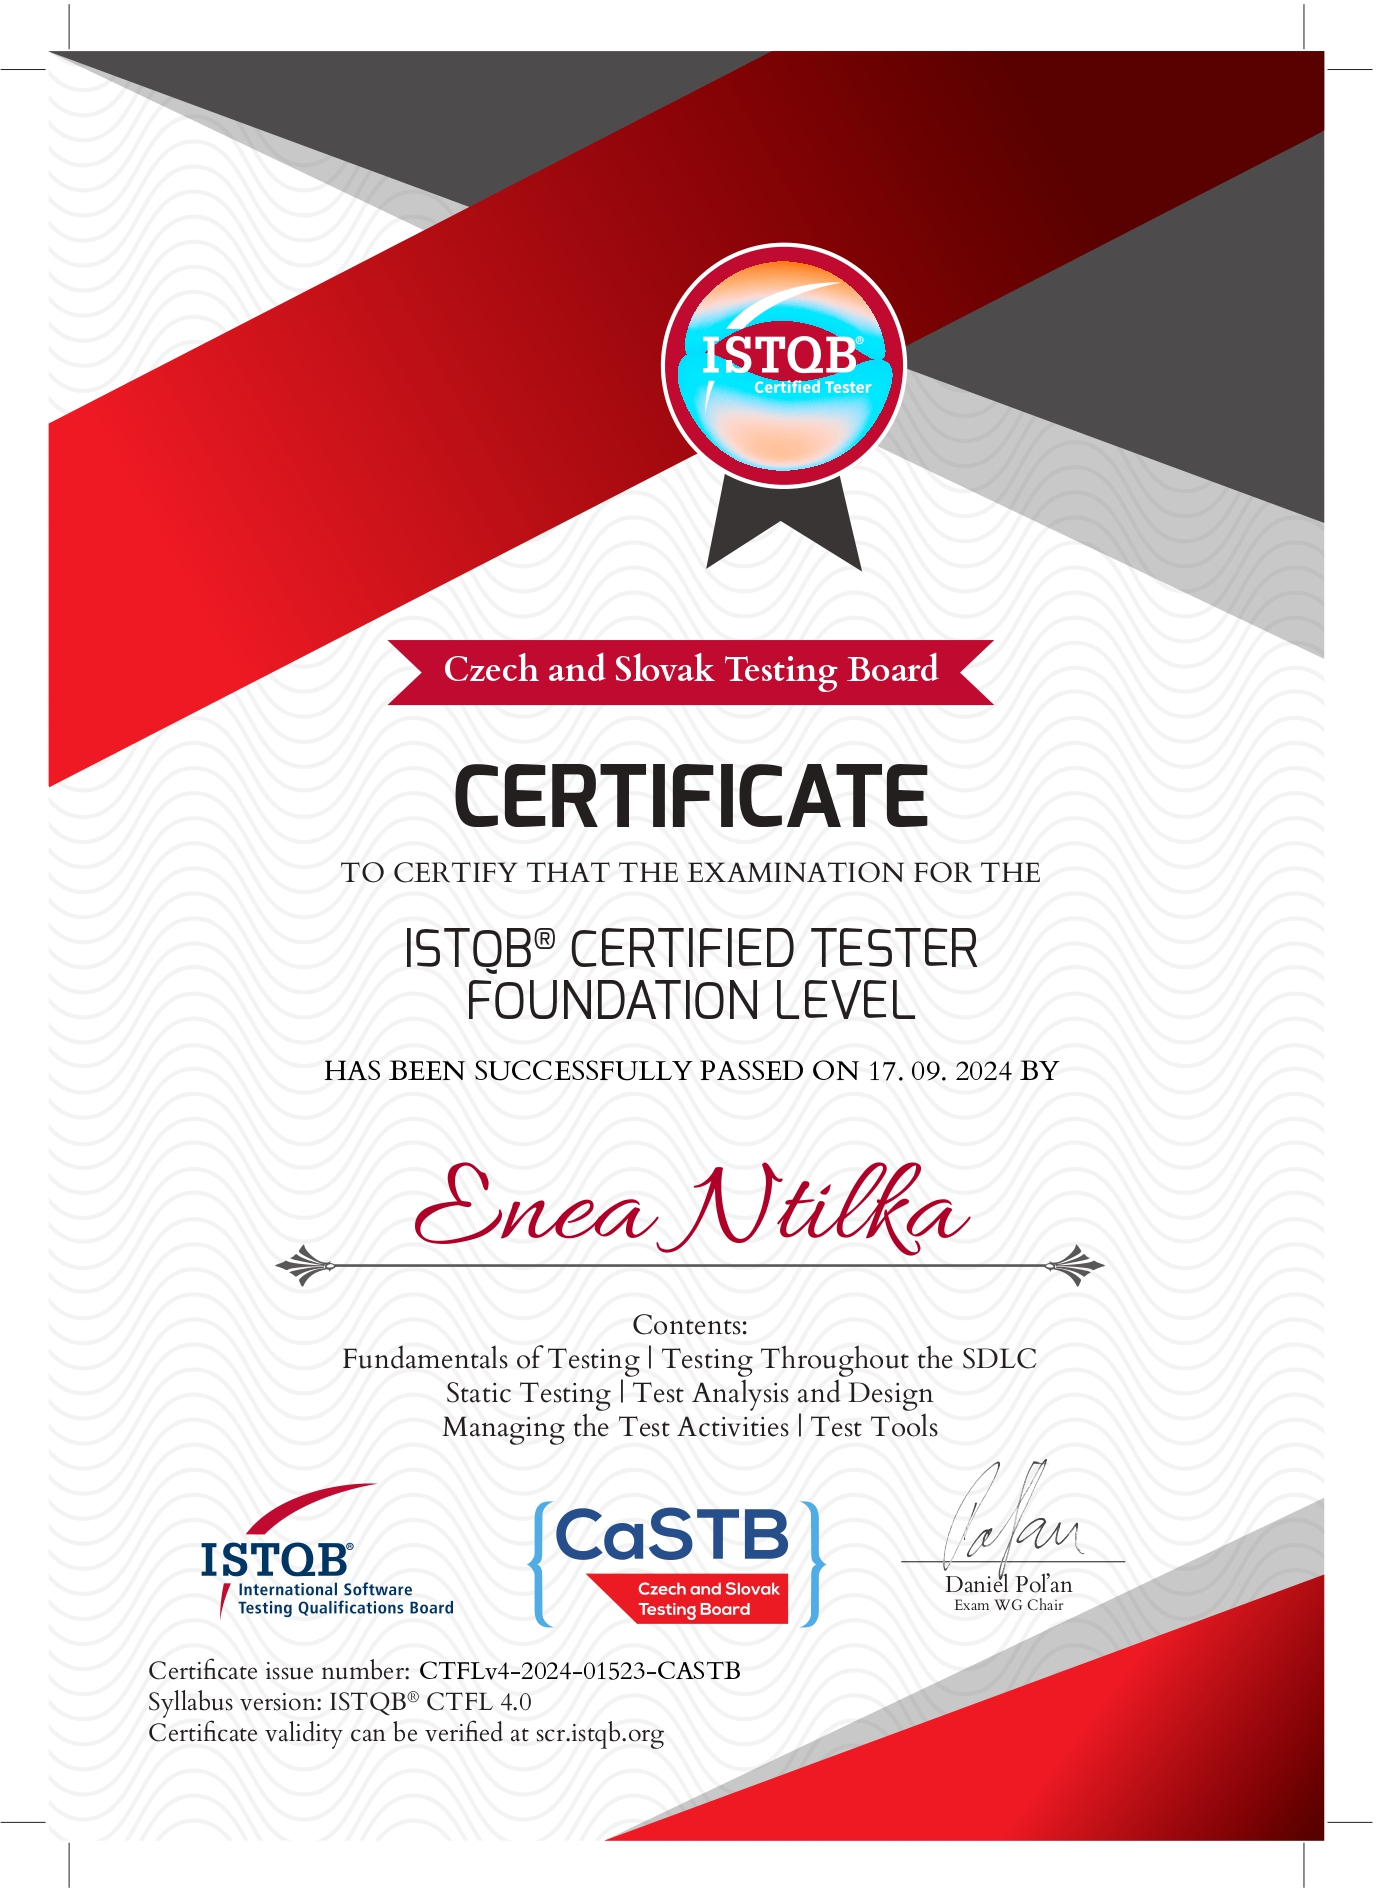 ISTQB®
Certified Tester
Czech and Slovak Testing Board
CERTIFICATE
TO CERTIFY THAT THE EXAMINATION FOR THE
ISTQB® CERTIFIED TESTER
FOUNDATION LEVEL
HAS BEEN SUCCESSFULLY PASSED ON 17. 09. 2024 BY
Enea Ntilka
Contents:
Fundamentals of Testing | Testing Throughout the SDLC
Static Testing | Test Analysis and Design
Managing the Test Activities | Test Tools
ISTQB®
International Software
Testing Qualifications Board
CaSTB
Czech and Slovak
Testing Board
Polan
Daniel Poľan
Exam WG Chair
Certificate issue number: CTFLv4-2024-01523-CASTB
Syllabus version: ISTQB® CTFL 4.0
Certificate validity can be verified at scr.istqb.org